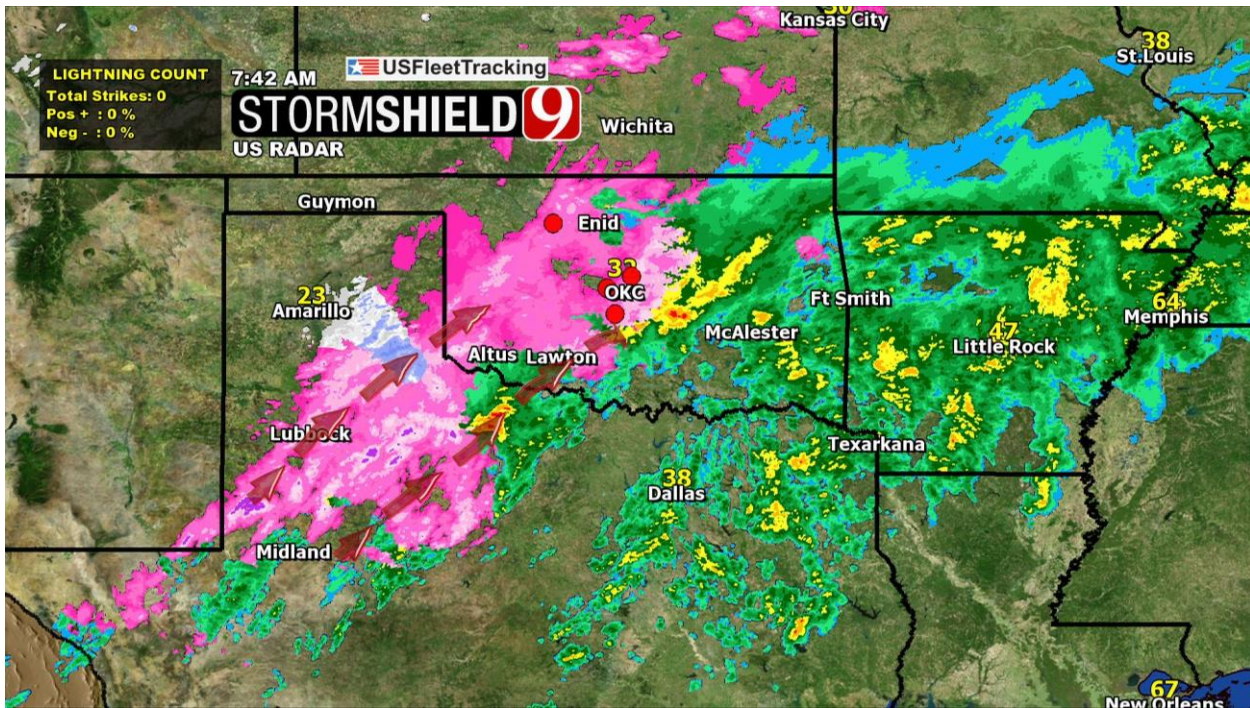 30
Kansas City
38
St.Louis
LIGHTNING COUNT
Total Strikes: 0
Pos + : 0 %
Neg - : 0 %
7:42 AM
USFleetTracking
STORMSHIELD 9
US RADAR
Wichita
Guymon
Enid
OKC
23
Amarillo
Ft Smith
64
Memphis
McAlester
47
Little Rock
Altus
Lawton
Lubbock
Texarkana
38
Dallas
Midland
67
New Orleans